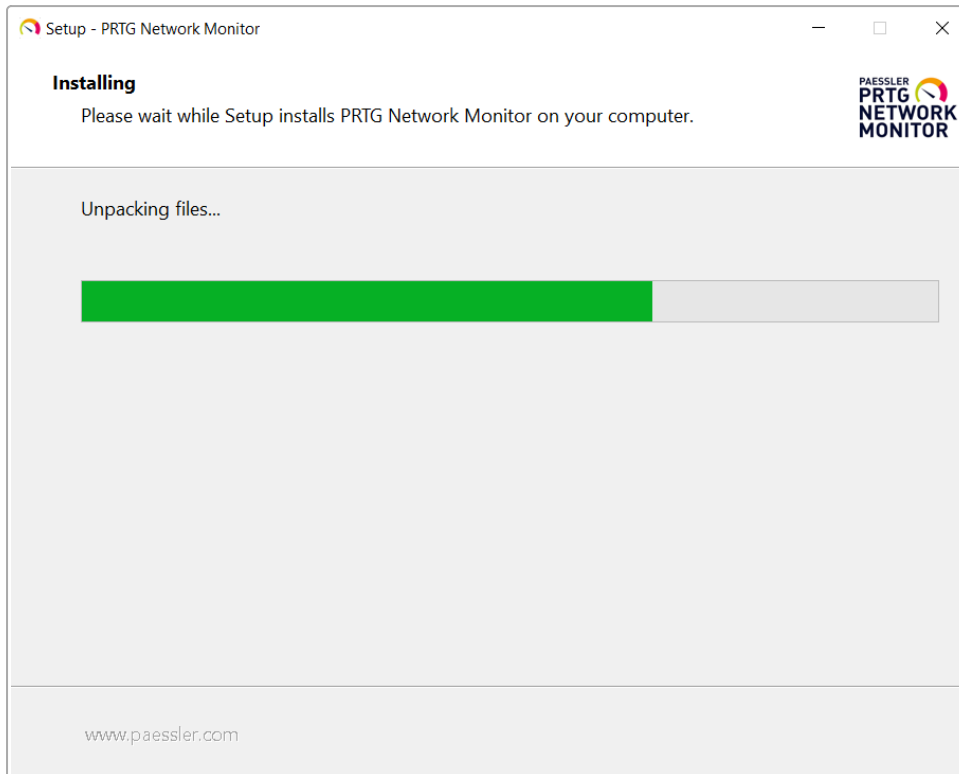 Setup - PRTG Network Monitor
Installing
Please wait while Setup installs PRTG Network Monitor on your computer.
PAESSLER
PRTG
NETWORK
MONITOR
Unpacking files...
www.paessler.com